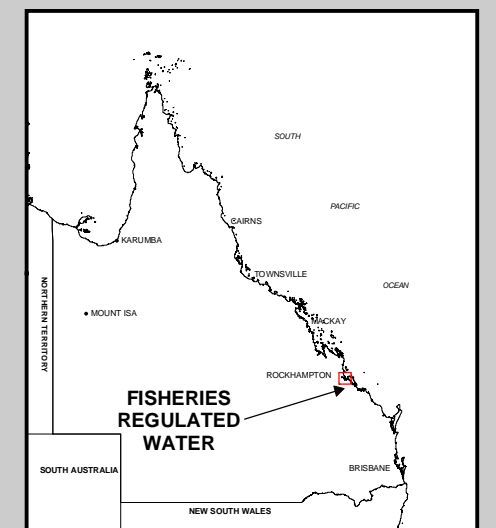 SOUTH
PACIFIC
CAIRNS
KARUMBA
TOWNSVILLE
OCEAN
NORTHERN TERRITORY
MOUNT ISA
MACKAY
ROCKHAMPTON
FISHERIES
REGULATED
WATER
SOUTH AUSTRALIA
BRISBANE
NEW SOUTH WALES